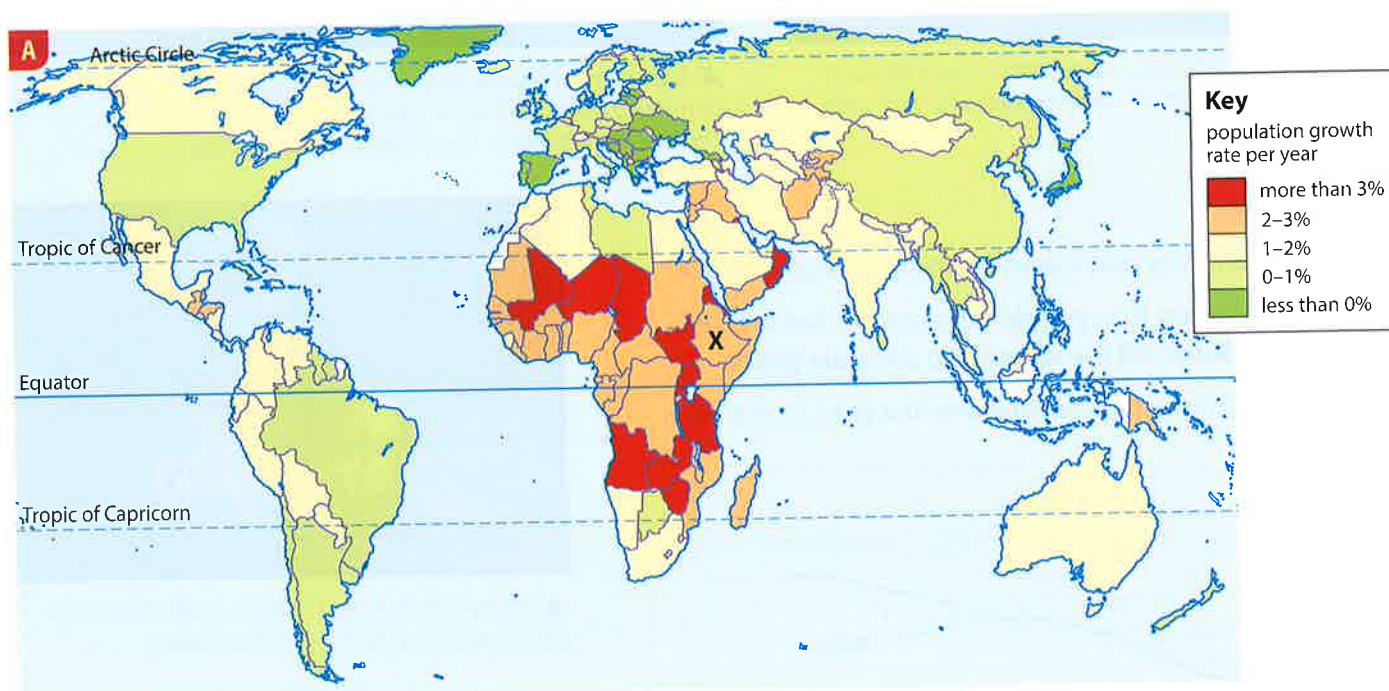 A
Arctic Circle
Tropic of Cancer
Equator
Tropic of Capricorn
X
Key
population growth
rate per year
more than 3%
2–3%
1–2%
0–1%
less than 0%